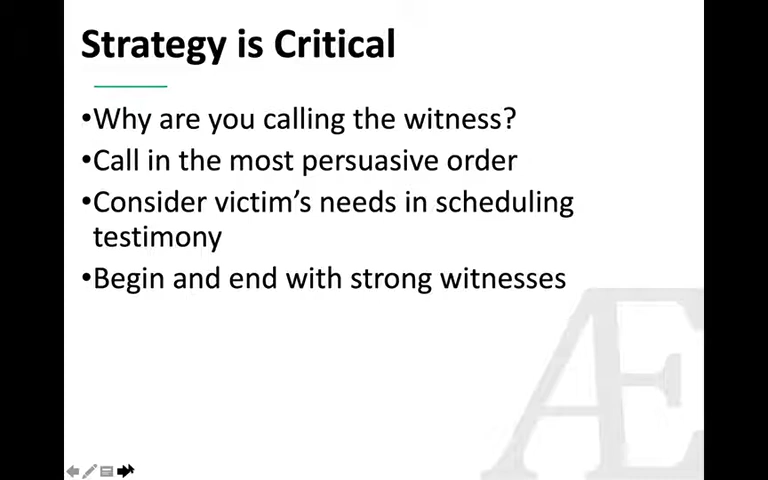 Strategy is Critical
•Why are you calling the witness?
•Call in the most persuasive order
•Consider victim’s needs in scheduling
testimony
•Begin and end with strong witnesses
Æ